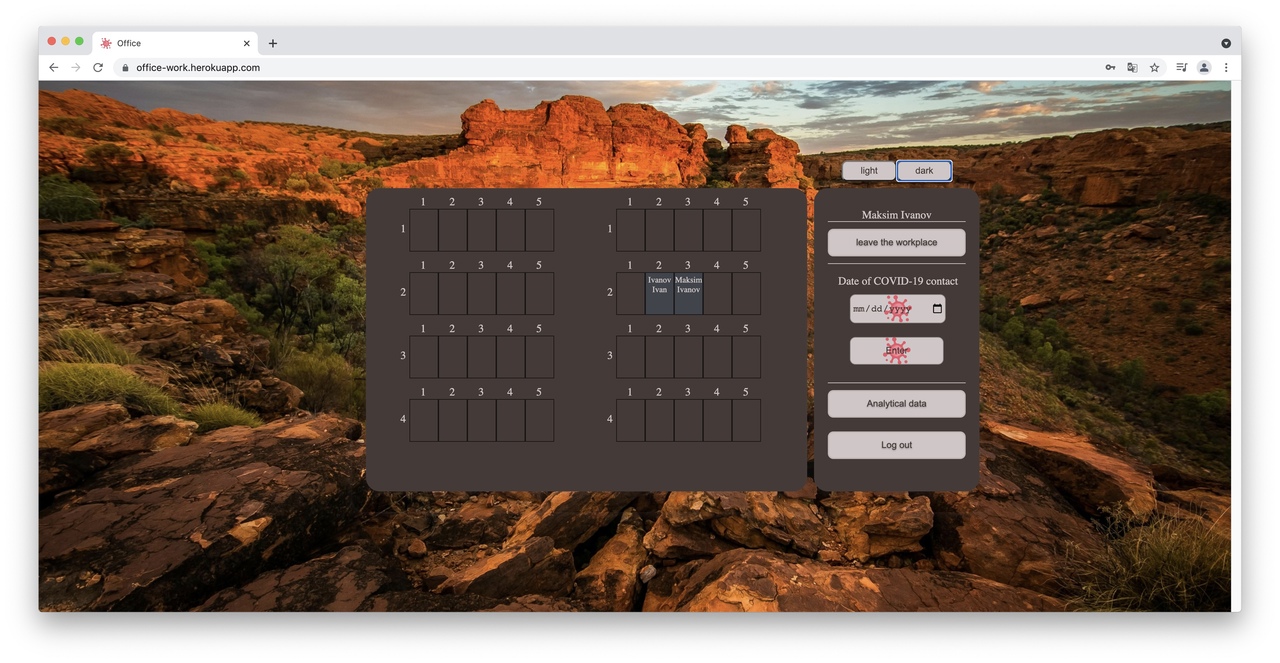 Office
office-work.herokuapp.com
light dark
1 2 3 4 5 1 2 3 4 5
1 1
1 2 3 4 5 1 2 3 4 5
2 2 Ivanov Ivan Maksim Ivanov
1 2 3 4 5 1 2 3 4 5
3 3
1 2 3 4 5 1 2 3 4 5
4 4
Maksim Ivanov
leave the workplace
Date of COVID-19 contact
mm/dd/yyyy
Enter
Analytical data
Log out